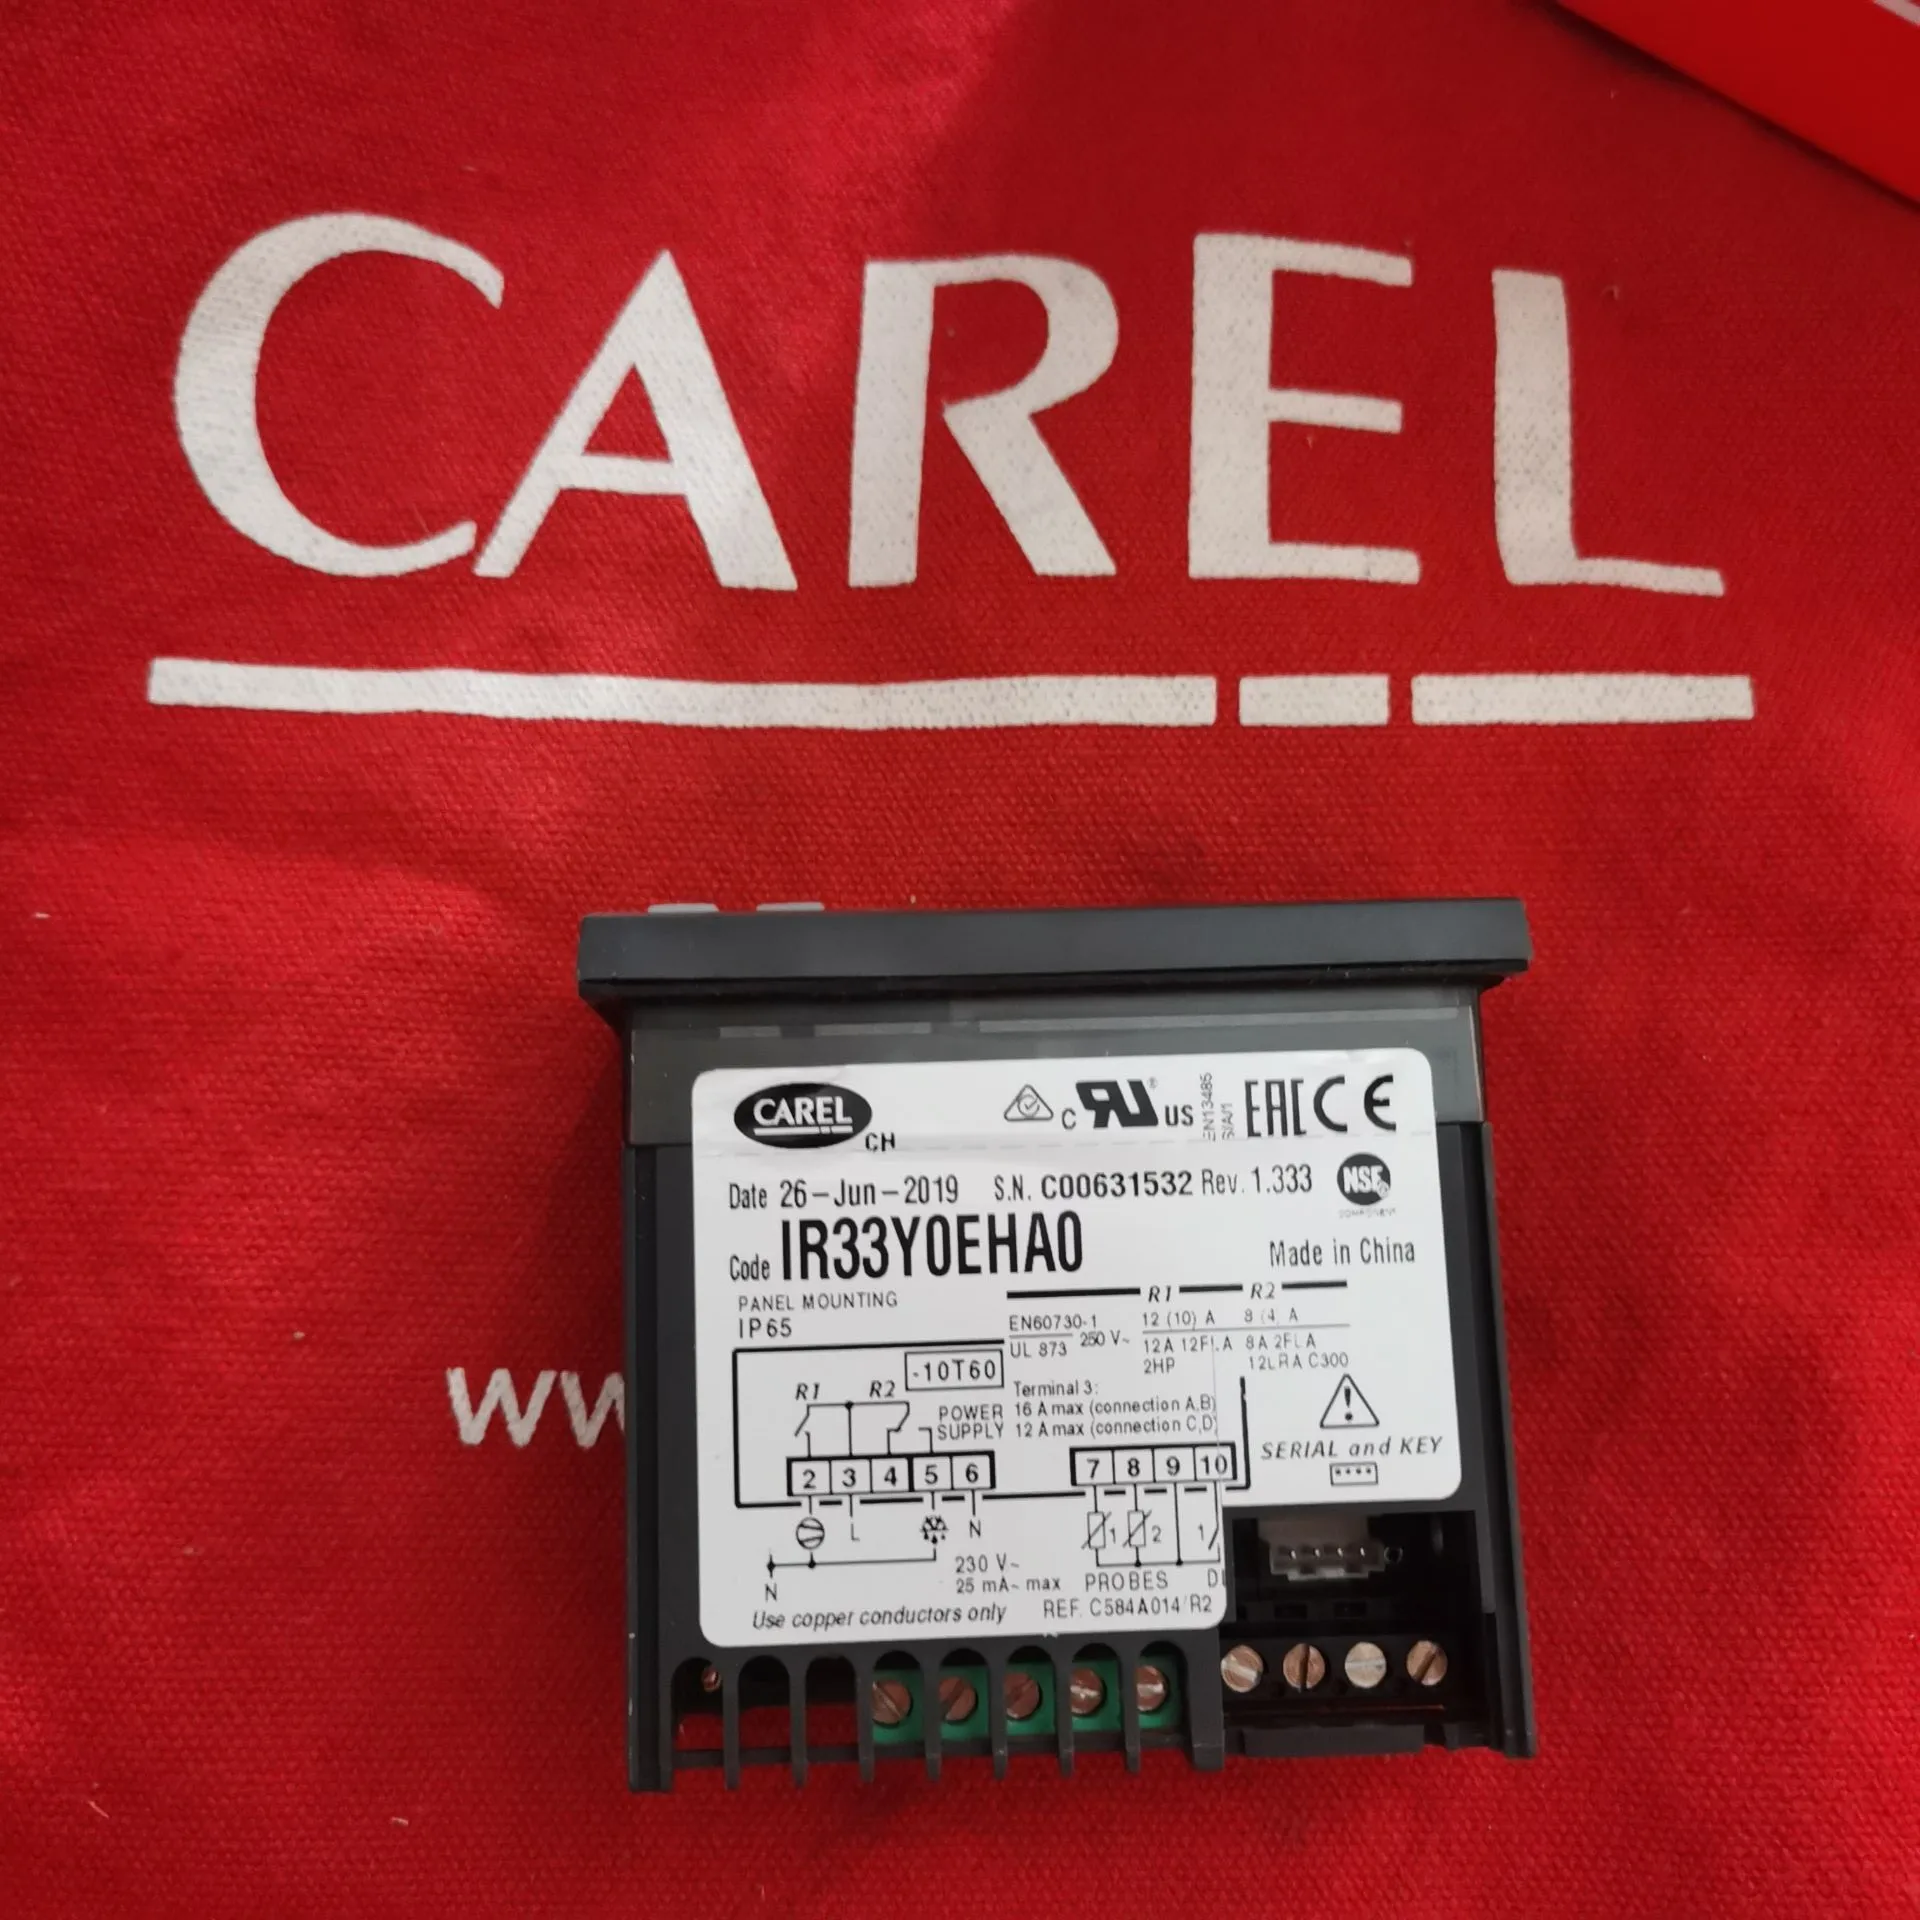 CAREL
ww
CAREL
CH
c RU ® US
EN13485
S/A/1
EAC CE
Date 26-Jun-2019 S.N. C00631532 Rev. 1.333
NSF
COMPONENT
Code IR33Y0EHA0
Made in China
PANEL MOUNTING
IP65
R1 R2
EN60730-1 12 (10) A 8 (4) A
250 V~
UL 873 12A 12FLA 8A 2FLA
2HP 12LRA C300
-10T60
R1 R2
Terminal 3:
POWER 16 A max (connection A,B)
SUPPLY 12 A max (connection C,D)
SERIAL and KEY
2 3 4 5 6 7 8 9 10
L N 1 2 1
230 V~
N 25 mA~ max PROBES DI
Use copper conductors only REF. C584A014/R2